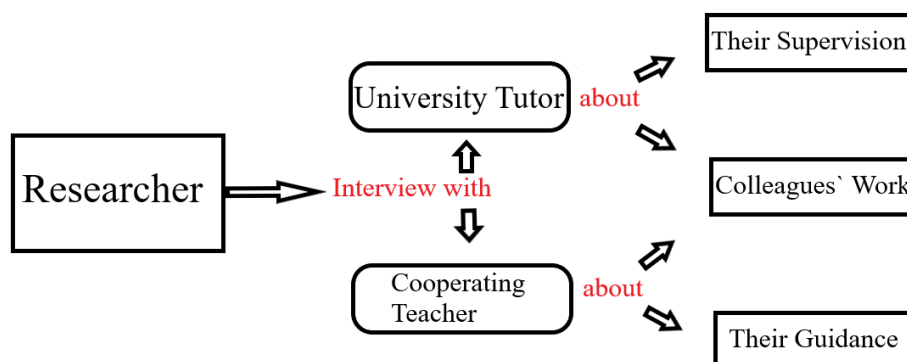 Their Supervision
University Tutor
about
Researcher
Interview with
Colleagues` Work
Cooperating
Teacher
about
Their Guidance